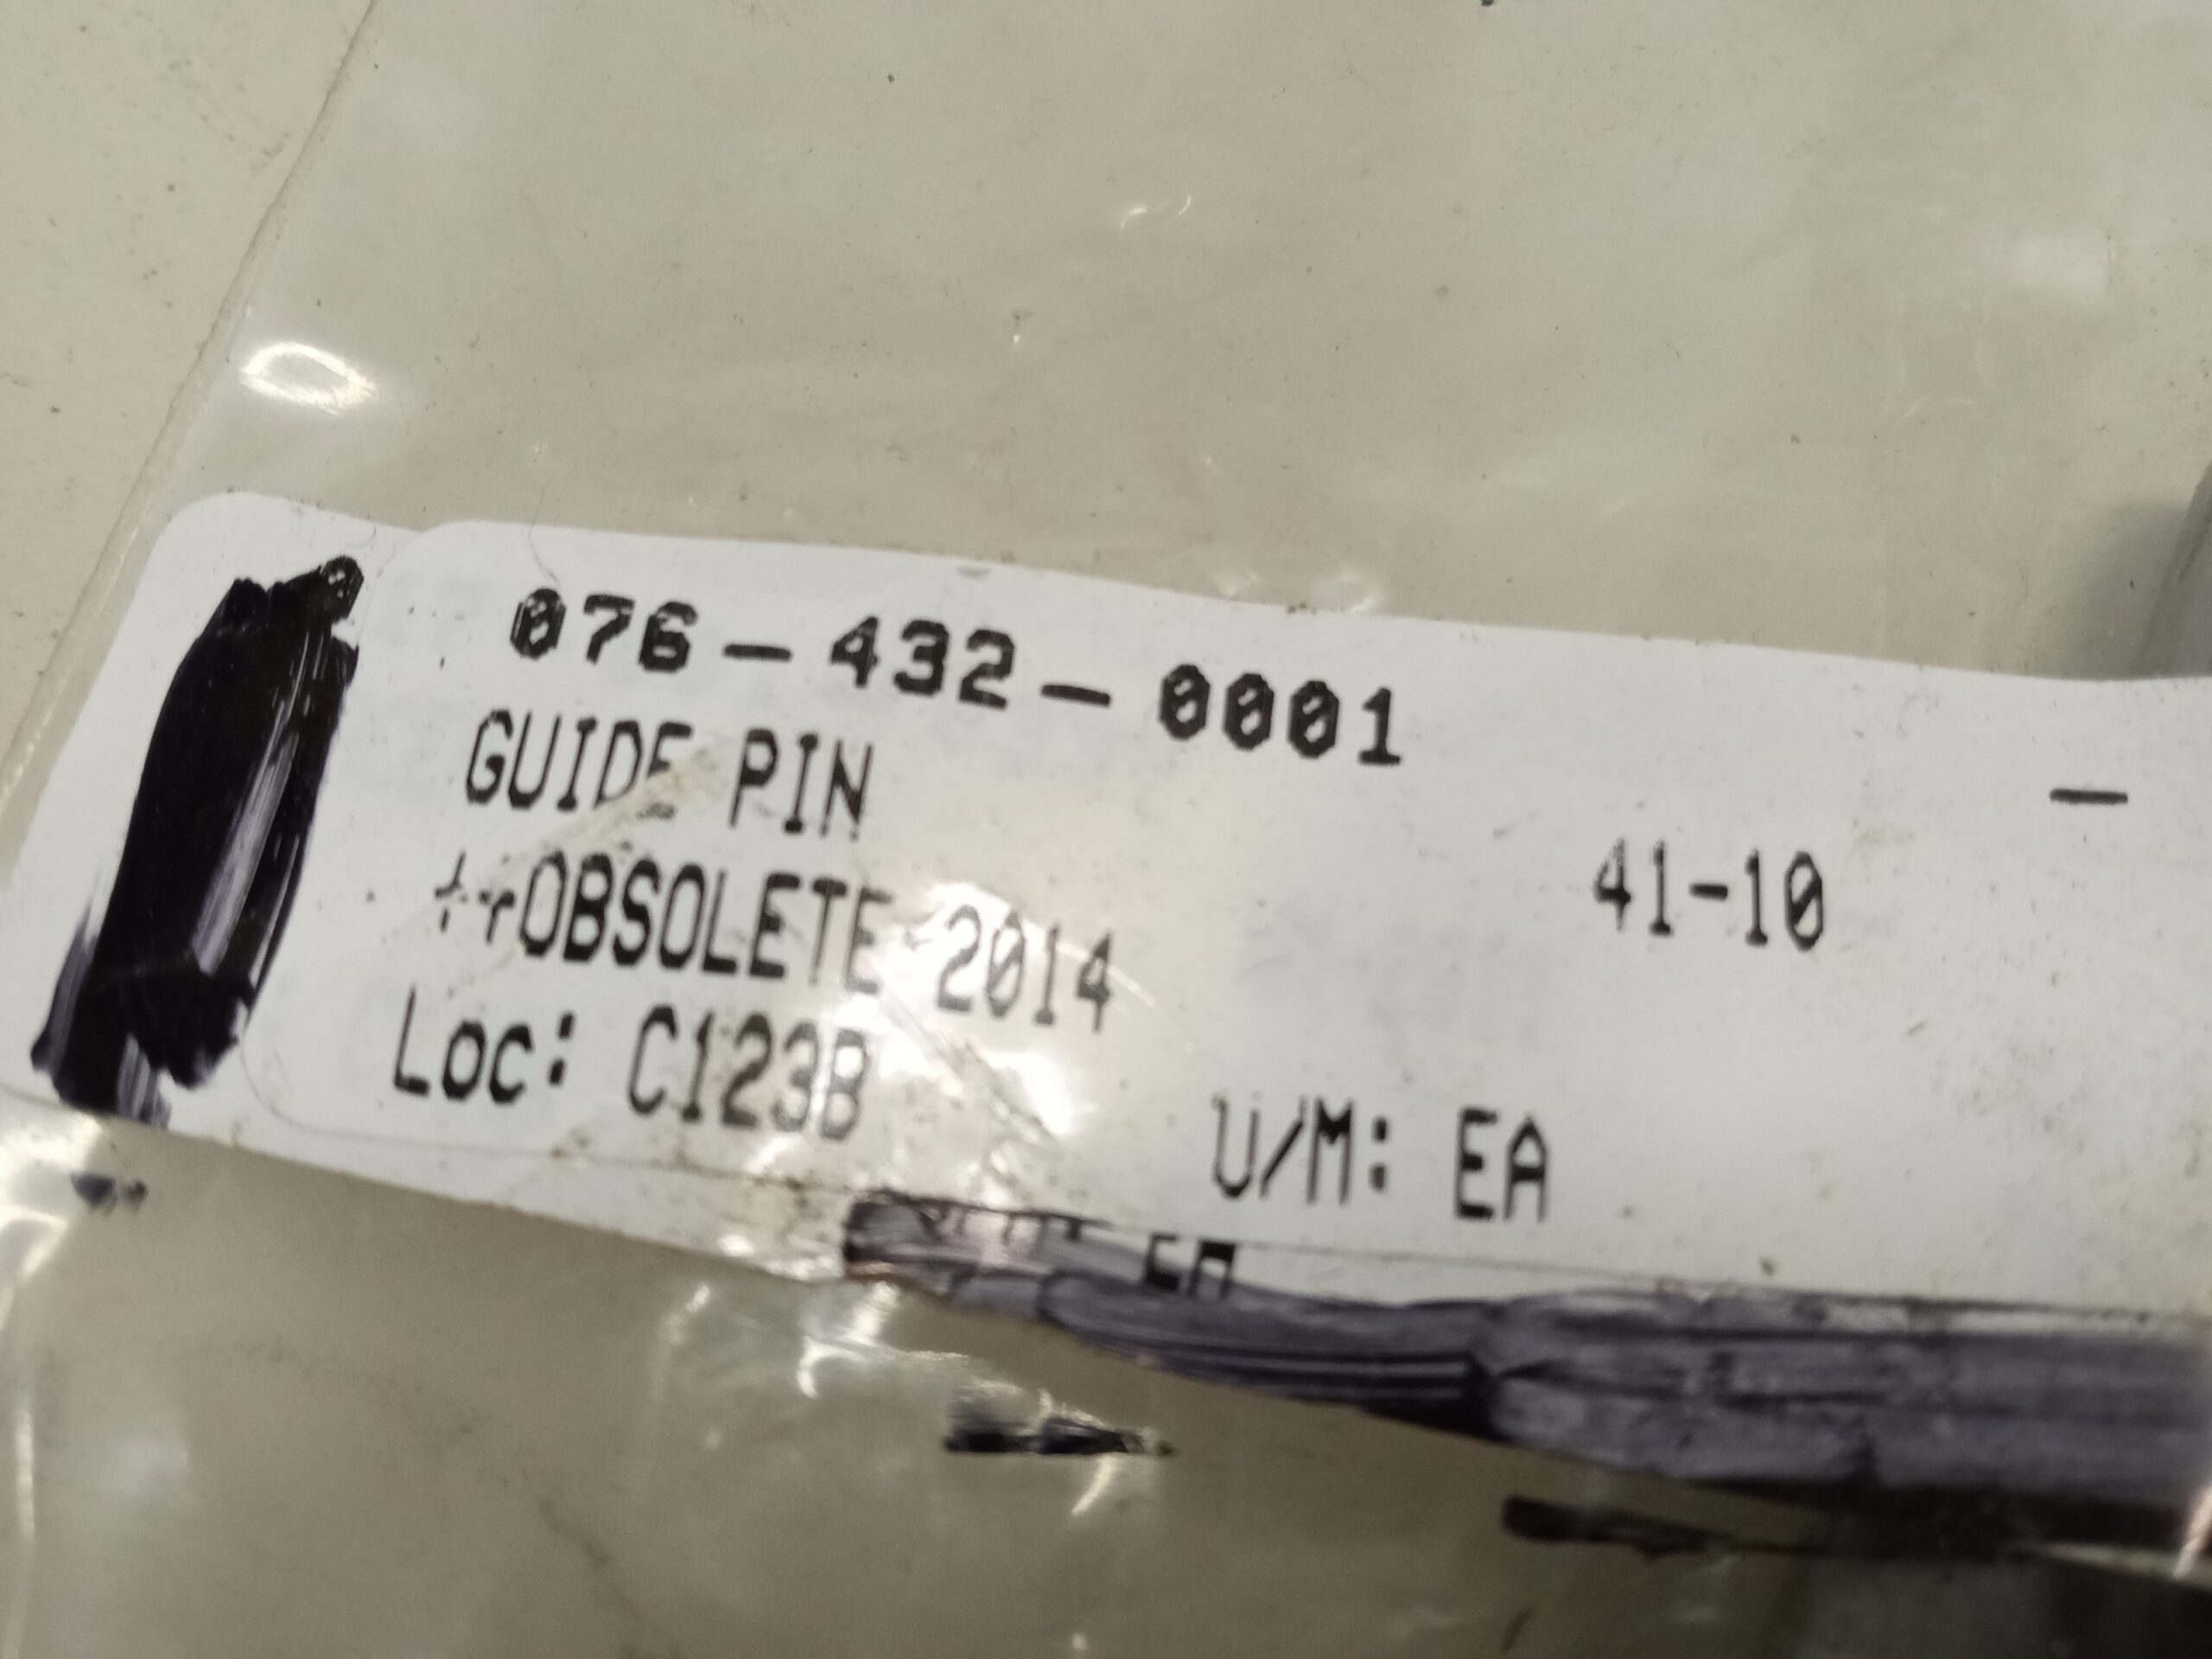 076-432-0001
-
GUIDE PIN
41-10
**OBSOLETE 2014
Loc: C123B
U/M: EA